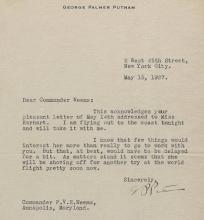 GEORGE PALMER PUTNAM
2 West 45th Street,
New York City.
May 15, 1937.
Dear Commander Weems:
This acknowledges your
pleasant letter of May 14th addressed to Miss
Earhart. I am flying out to the coast tonight
and will take it with me.
I know that few things would
interest her more than really to go to work with
you. But that, at best, would have to be delayed
for a bit. As matters stand it seems that she
will be shoving off for another try at the world
flight pretty soon now.
Sincerely,
Commander P.V.H.Weems,
Annapolis, Maryland.